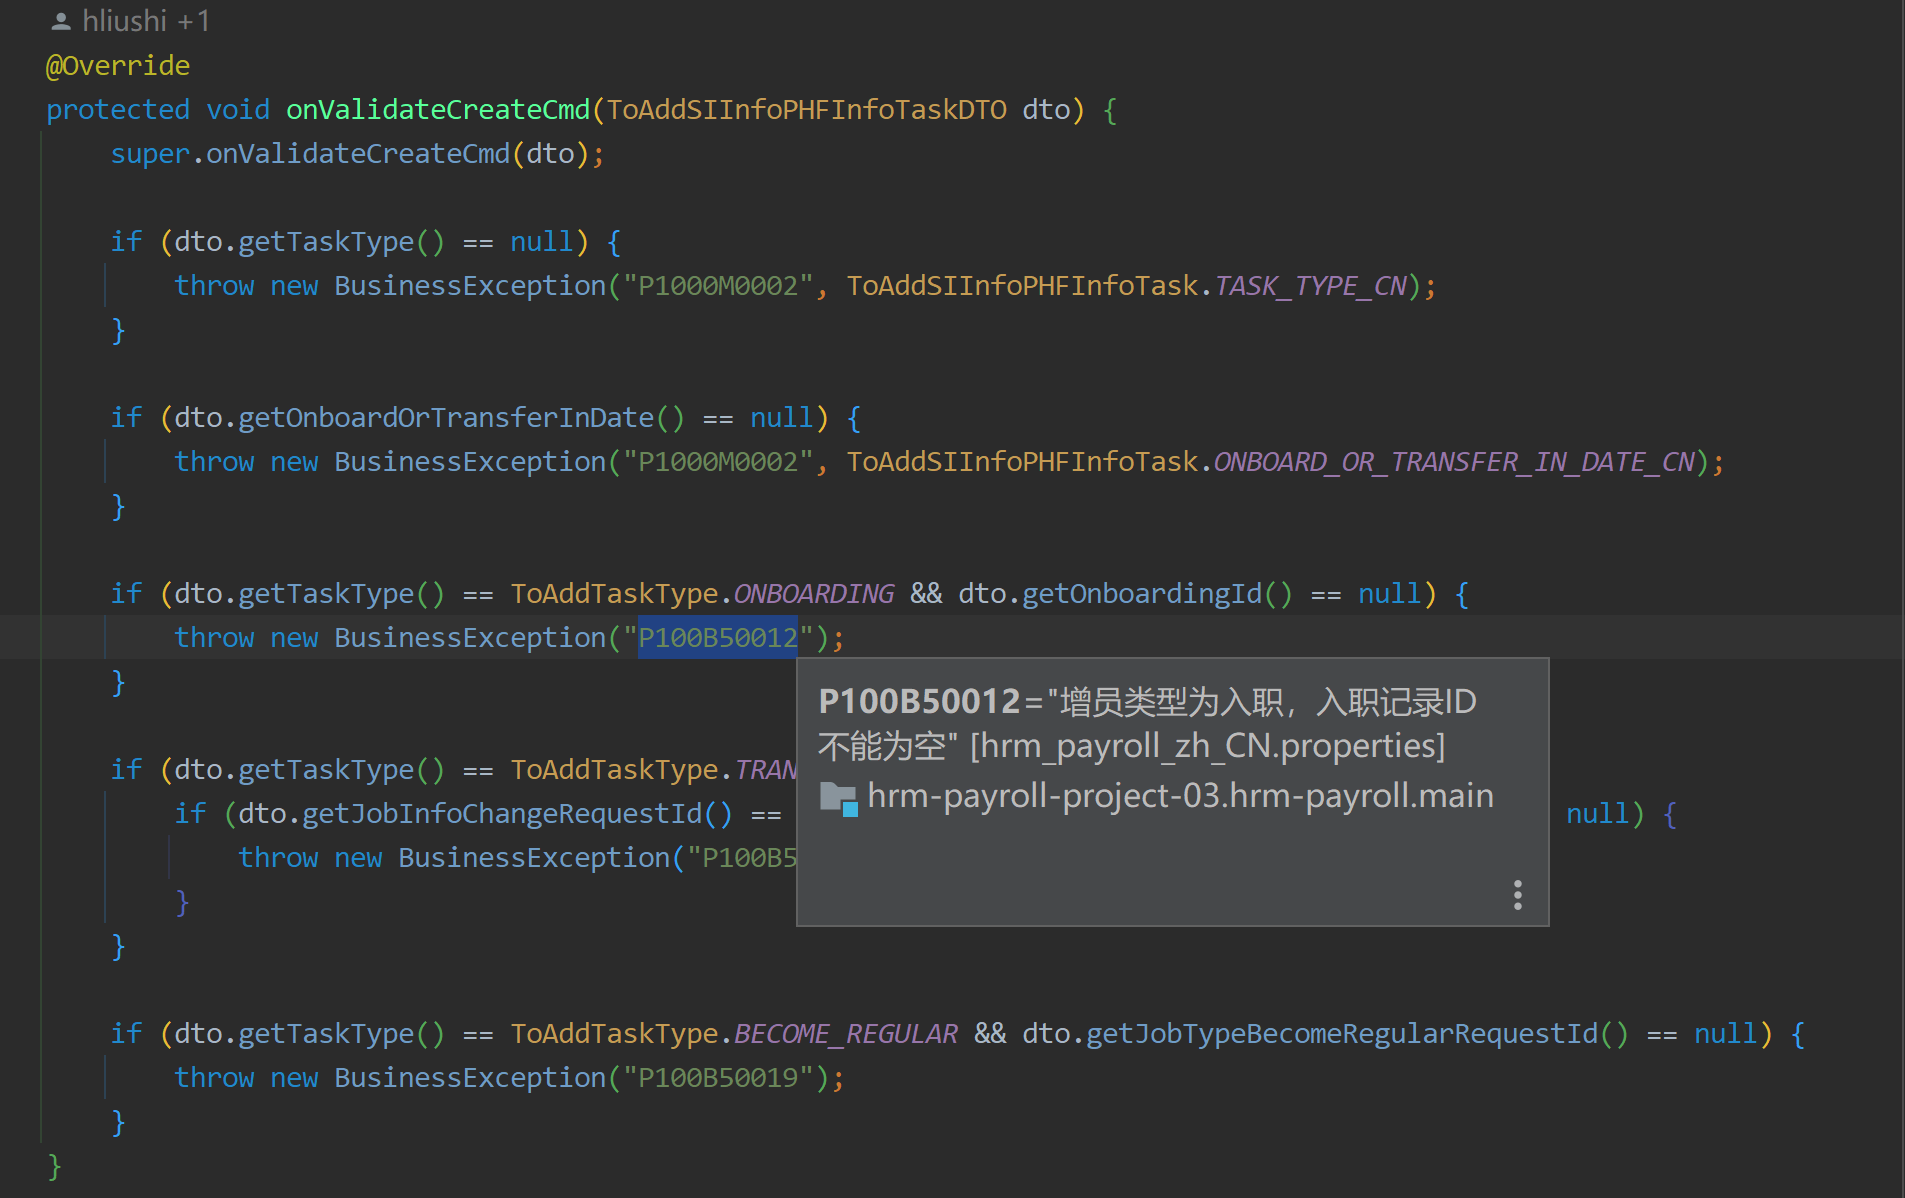 hliushi +1
@Override
protected void onValidateCreateCmd(ToAddSIInfoPHFInfoTaskDTO dto) {
super.onValidateCreateCmd(dto);
if (dto.getTaskType() == null) {
throw new BusinessException("P1000M0002", ToAddSIInfoPHFInfoTask.TASK_TYPE_CN);
}
if (dto.getOnboardOrTransferInDate() == null) {
throw new BusinessException("P1000M0002", ToAddSIInfoPHFInfoTask.ONBOARD_OR_TRANSFER_IN_DATE_CN);
}
if (dto.getTaskType() == ToAddTaskType.ONBOARDING && dto.getOnboardingId() == null) {
throw new BusinessException("P100B50012");
}
P100B50012="增员类型为入职，入职记录ID
不能为空" [hrm_payroll_zh_CN.properties]
hrm-payroll-project-03.hrm-payroll.main
if (dto.getTaskType() == ToAddTaskType.TRAN
if (dto.getJobInfoChangeRequestId() == null) {
throw new BusinessException("P100B5
}
}
if (dto.getTaskType() == ToAddTaskType.BECOME_REGULAR && dto.getJobTypeBecomeRegularRequestId() == null) {
throw new BusinessException("P100B50019");
}
}